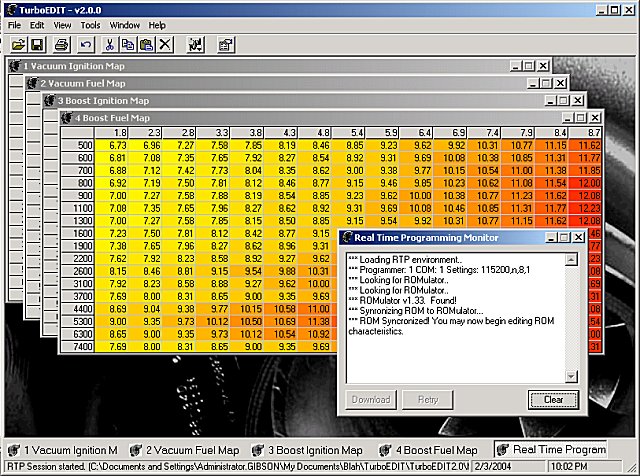 TurboEDIT - v2.0.0
File Edit View Tools Window Help
1 Vacuum Ignition Map
2 Vacuum Fuel Map
3 Boost Ignition Map
4 Boost Fuel Map
1.8 2.3 2.8 3.3 3.8 4.3 4.8 5.4 5.9 6.4 6.9 7.4 7.9 8.4 8.7
500 6.73 6.96 7.27 7.58 7.85 8.19 8.46 8.85 9.23 9.62 9.92 10.31 10.77 11.15 11.62
600 6.81 7.08 7.35 7.65 7.92 8.27 8.54 8.92 9.31 9.69 10.08 10.38 10.85 11.31 11.77
700 6.88 7.12 7.42 7.73 8.04 8.35 8.62 9.00 9.38 9.77 10.15 10.54 11.00 11.38 11.85
800 6.92 7.19 7.50 7.81 8.12 8.46 8.77 9.15 9.46 9.85 10.23 10.62 11.08 11.54 12.00
900 7.00 7.27 7.58 7.88 8.19 8.54 8.85 9.23 9.62 10.00 10.38 10.77 11.23 11.62 12.08
1100 7.08 7.35 7.65 7.96 8.27 8.62 8.92 9.31 9.69 10.08 10.46 10.85 11.31 11.77 12.23
1300 7.00 7.27 7.58 7.85 8.15 8.50 8.85 9.15 9.54 9.92 10.31 10.77 11.15 11.62 12.08
1600 7.23 7.50 7.81 8.12 8.42 8.77 9.15
1900 7.38 7.65 7.96 8.27 8.62 8.96 9.31
2200 7.62 7.92 8.23 8.58 8.92 9.27 9.62
2600 8.15 8.46 8.81 9.15 9.54 9.88 10.31
3100 7.92 8.23 8.58 8.88 9.27 9.62 10.00
3700 7.69 8.00 8.31 8.65 9.00 9.35 9.69
4400 8.69 9.04 9.38 9.77 10.15 10.58 11.00
5300 9.00 9.35 9.73 10.12 10.50 10.69 11.38
6300 8.65 9.00 9.35 9.73 10.12 10.54 10.92
7400 7.69 8.00 8.31 8.65 9.00 9.35 9.69
Real Time Programming Monitor
*** Loading RTP environment..
*** Programmer: 1 COM: 1 Settings: 115200,n,8,1
*** Looking for ROMulator..
*** Looking for ROMulator..
*** ROMulator v1.33. Found!
*** Syncronizing ROM to ROMulator...
*** ROM Syncronized! You may now begin editing ROM
characteristics.
Download Retry Clear
1 Vacuum Ignition M 2 Vacuum Fuel Map 3 Boost Ignition Map 4 Boost Fuel Map Real Time Program
RTP Session started. [C:\Documents and Settings\Administrator.GIBSON\My Documents\Blah\TurboEDIT\TurboEDIT2.0\ 2/3/2004 10:02 PM